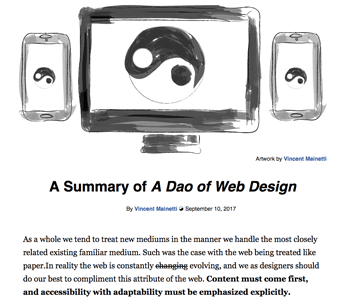 Artwork by Vincent Mainetti
A Summary of A Dao of Web Design
By Vincent Mainetti September 10, 2017
As a whole we tend to treat new mediums in the manner we handle the most closely
related existing familiar medium. Such was the case with the web being treated like
paper.In reality the web is constantly changing evolving, and we as designers should
do our best to compliment this attribute of the web. Content must come first,
and accessibility with adaptability must be emphasized explicitly.